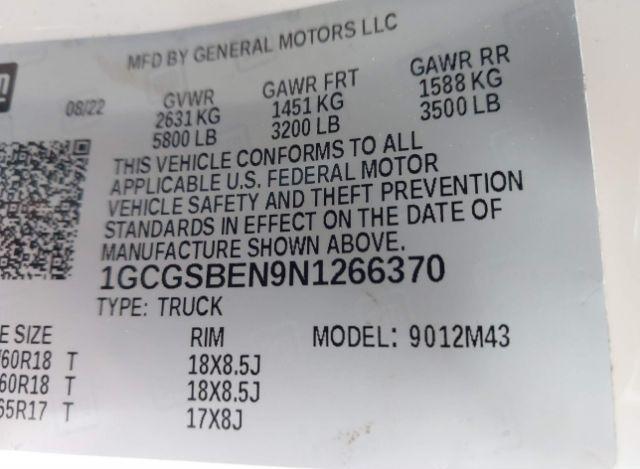 MFD BY GENERAL MOTORS LLC
08/22 GVWR GAWR FRT GAWR RR
2631 KG 1451 KG 1588 KG
5800 LB 3200 LB 3500 LB
THIS VEHICLE CONFORMS TO ALL
APPLICABLE U.S. FEDERAL MOTOR
VEHICLE SAFETY AND THEFT PREVENTION
STANDARDS IN EFFECT ON THE DATE OF
MANUFACTURE SHOWN ABOVE.
1GCGSBEN9N1266370
TYPE: TRUCK
E SIZE RIM MODEL: 9012M43
/60R18 T 18X8.5J
60R18 T 18X8.5J
65R17 T 17X8J